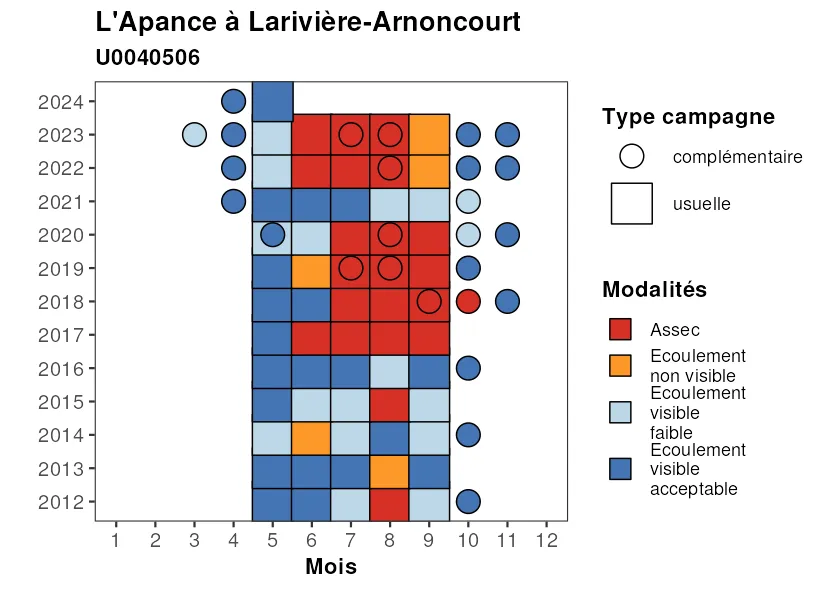 L'Apance à Larivière-Arnoncourt
U0040506
2024
2023
2022
2021
2020
2019
2018
2017
2016
2015
2014
2013
2012
1 2 3 4 5 6 7 8 9 10 11 12
Mois
Type campagne
complémentaire
usuelle
Modalités
Assec
Ecoulement
non visible
Ecoulement
visible
faible
Ecoulement
visible
acceptable